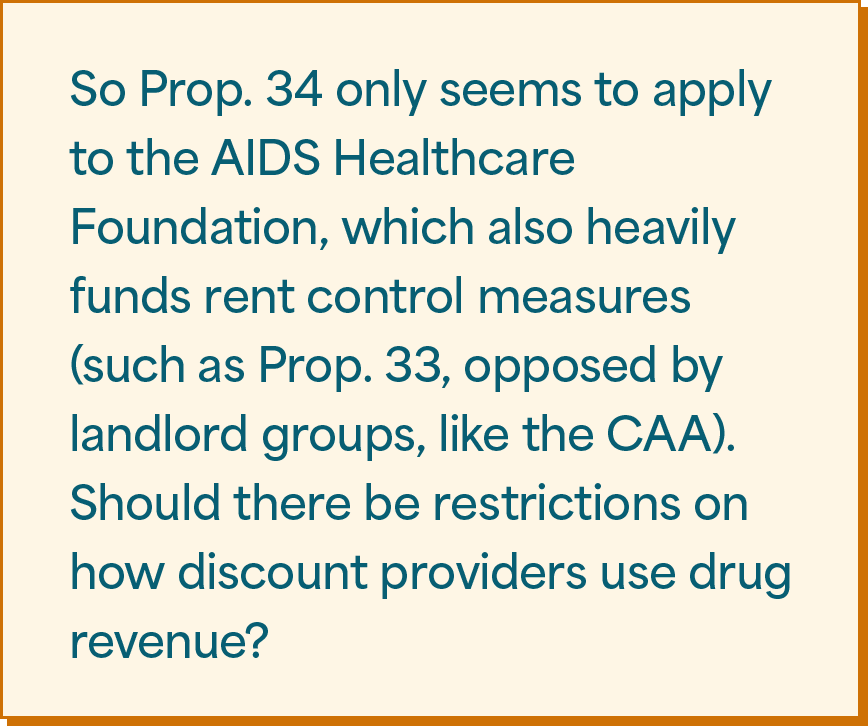 So Prop. 34 only seems to apply
to the AIDS Healthcare
Foundation, which also heavily
funds rent control measures
(such as Prop. 33, opposed by
landlord groups, like the CAA).
Should there be restrictions on
how discount providers use drug
revenue?